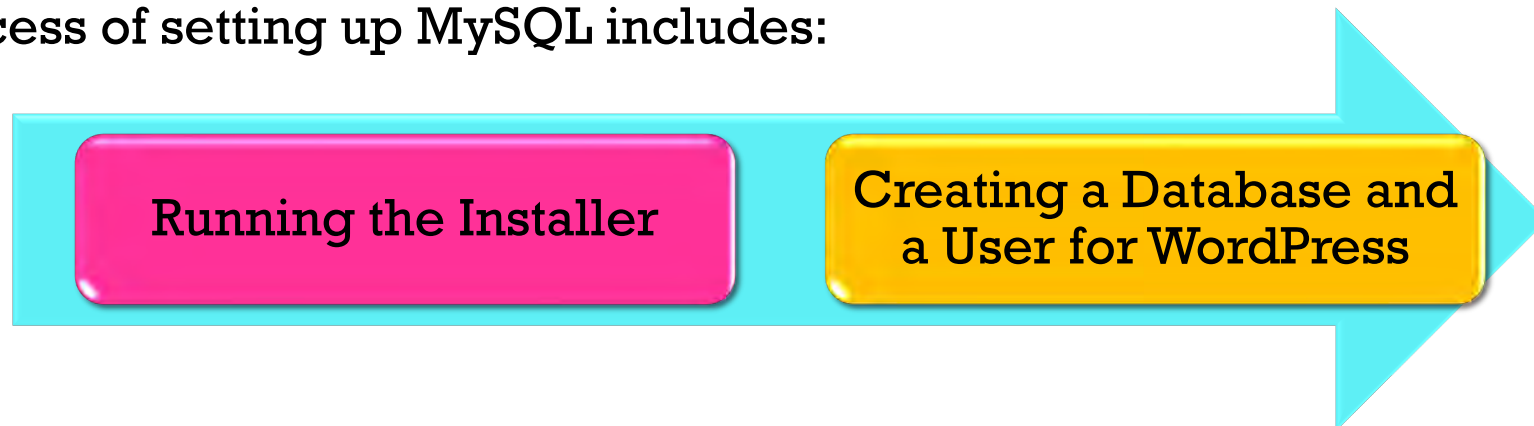 cess of setting up MySQL includes:
Running the Installer
Creating a Database and
a User for WordPress